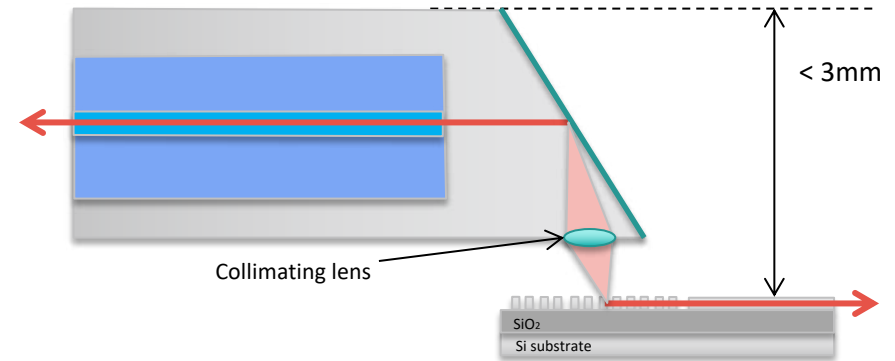 < 3mm
Collimating lens
SiO₂
Si substrate